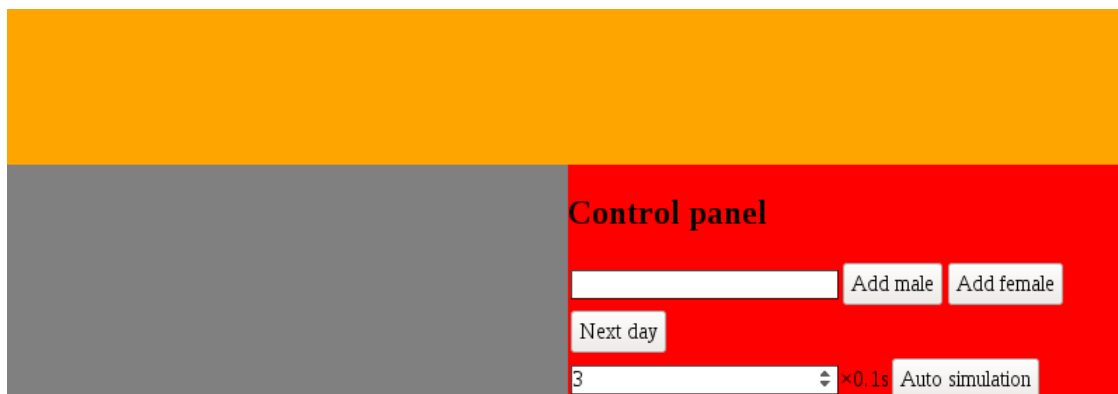 Control panel
Add male Add female
Next day
3 ×0.1s Auto simulation